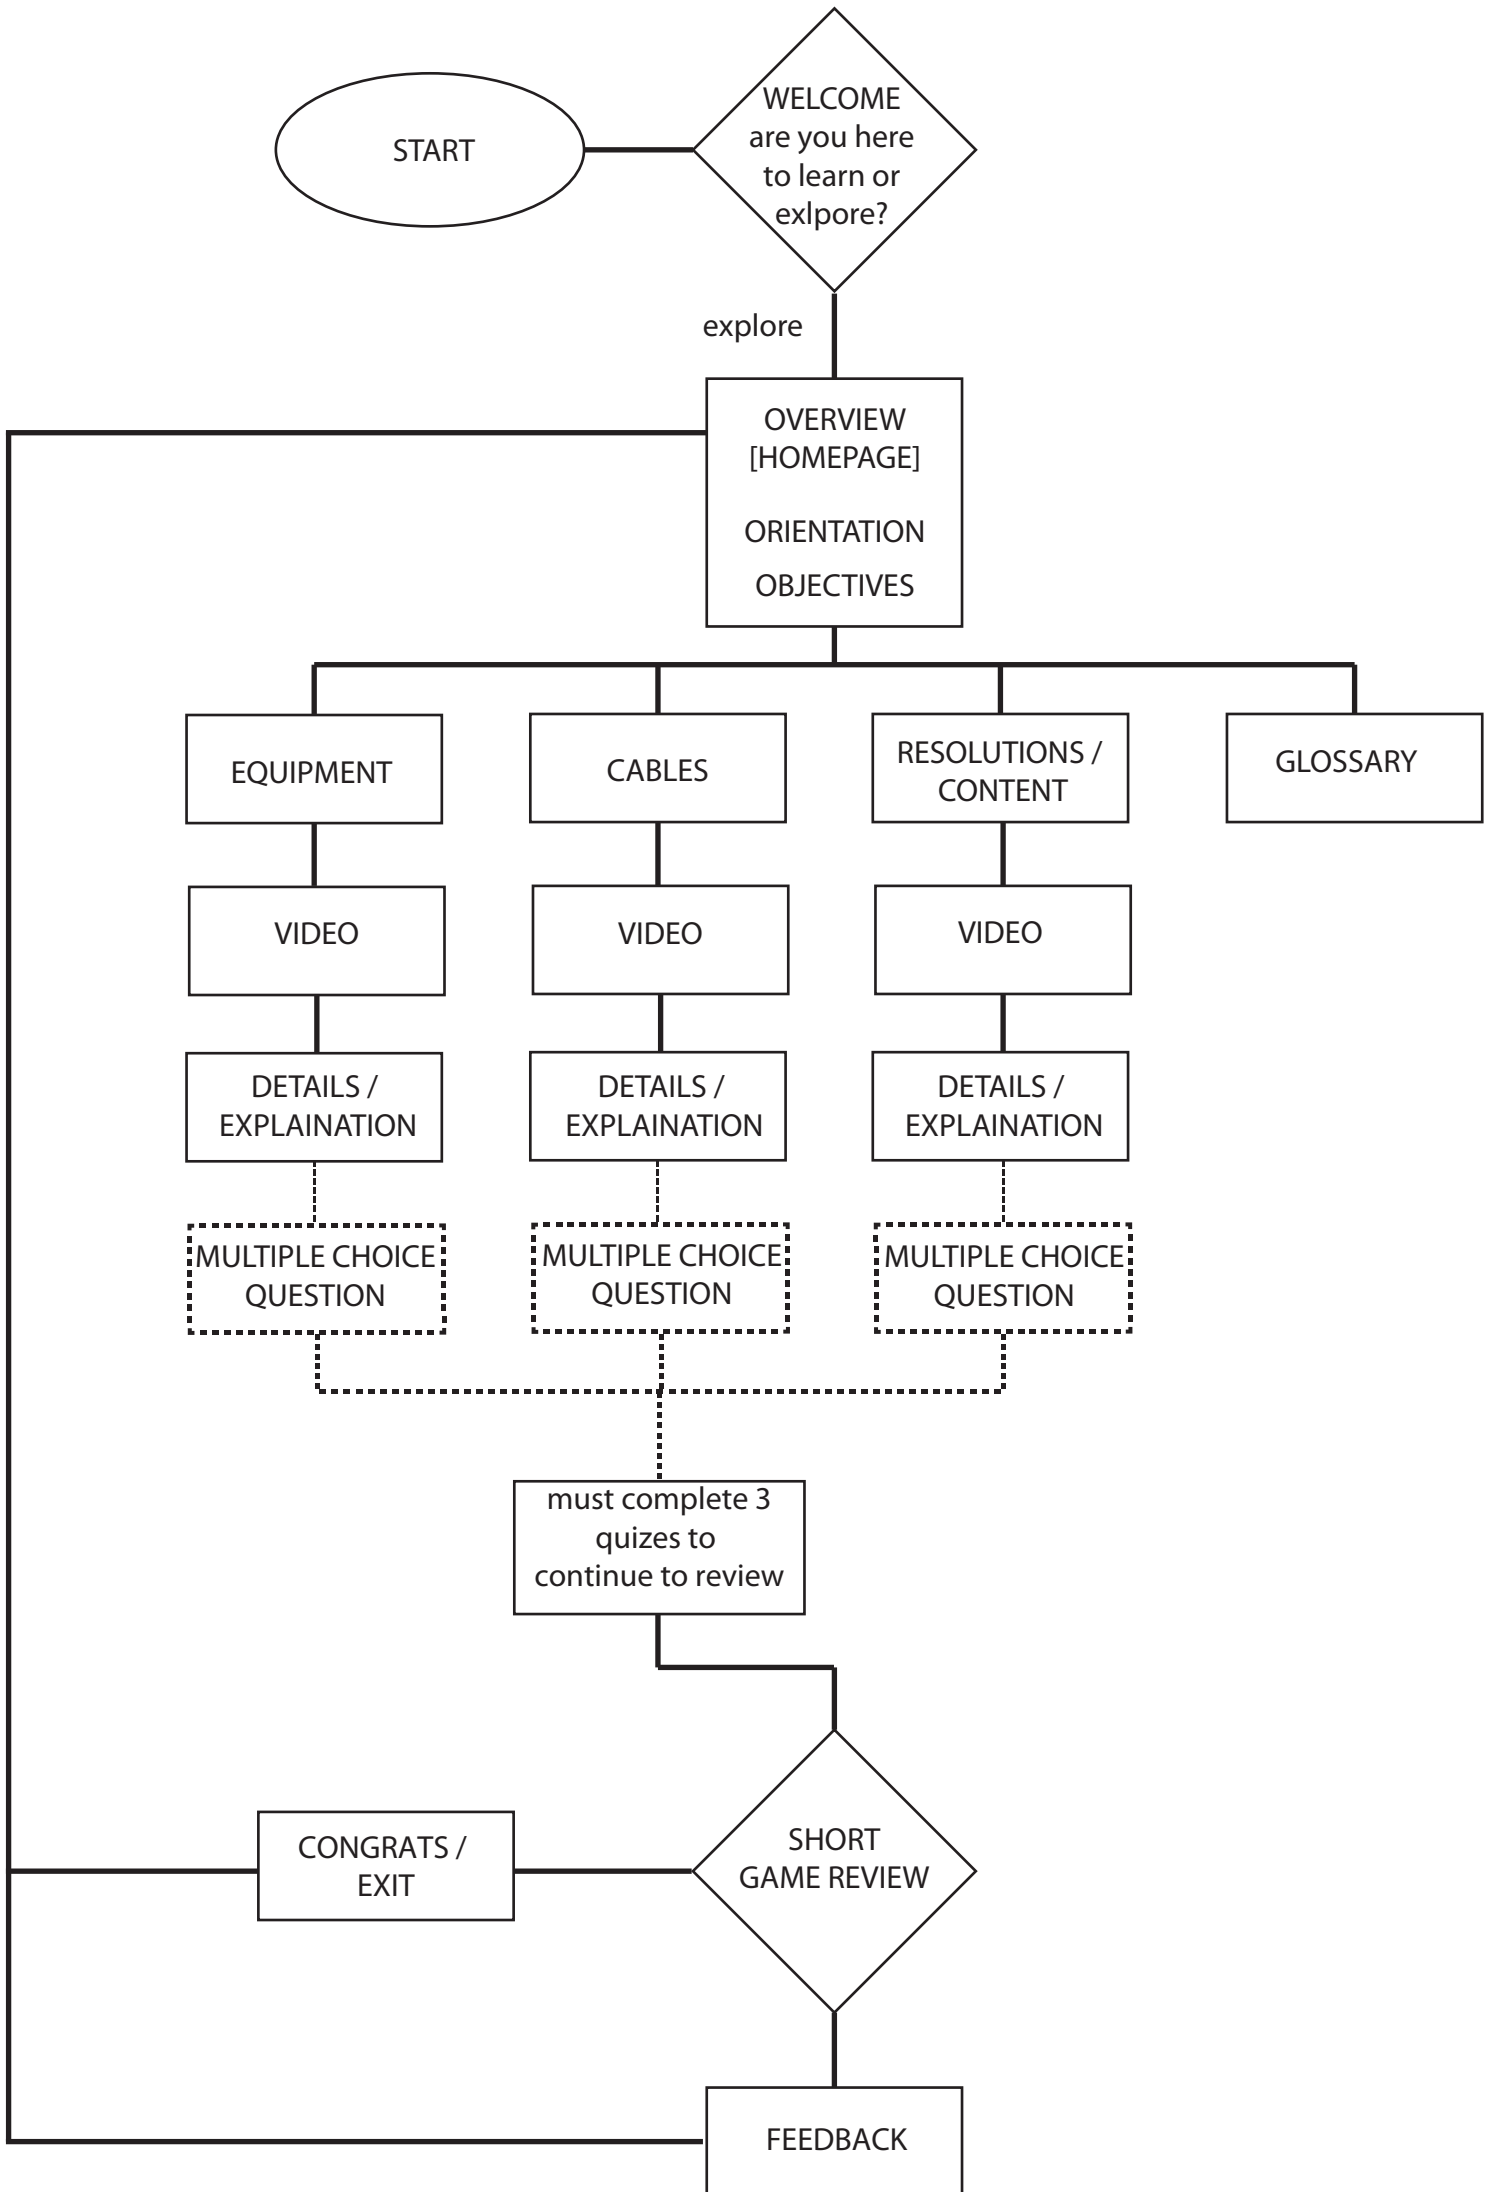 START
WELCOME
are you here
to learn or
exlpore?
explore
OVERVIEW
[HOMEPAGE]
ORIENTATION
OBJECTIVES
EQUIPMENT
CABLES
RESOLUTIONS /
CONTENT
GLOSSARY
VIDEO
VIDEO
VIDEO
DETAILS /
EXPLAINATION
DETAILS /
EXPLAINATION
DETAILS /
EXPLAINATION
MULTIPLE CHOICE
QUESTION
MULTIPLE CHOICE
QUESTION
MULTIPLE CHOICE
QUESTION
must complete 3
quizes to
continue to review
CONGRATS /
EXIT
SHORT
GAME REVIEW
FEEDBACK